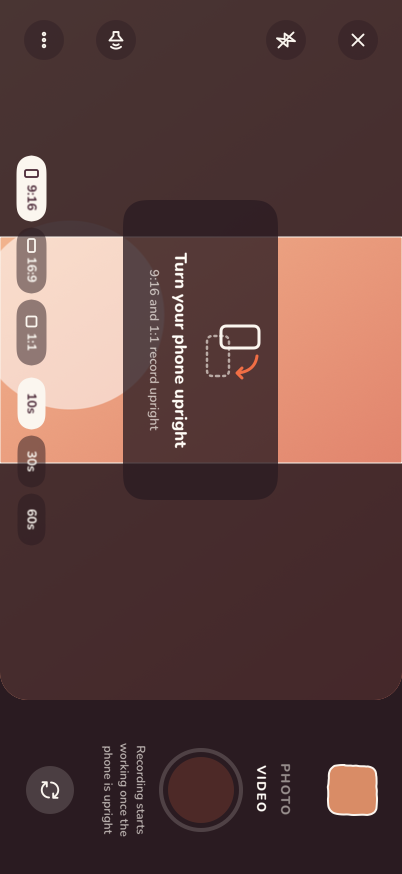 9:16
16:9
1:1
10s
30s
60s
Turn your phone upright
9:16 and 1:1 record upright
PHOTO
VIDEO
Recording starts
working once the
phone is upright